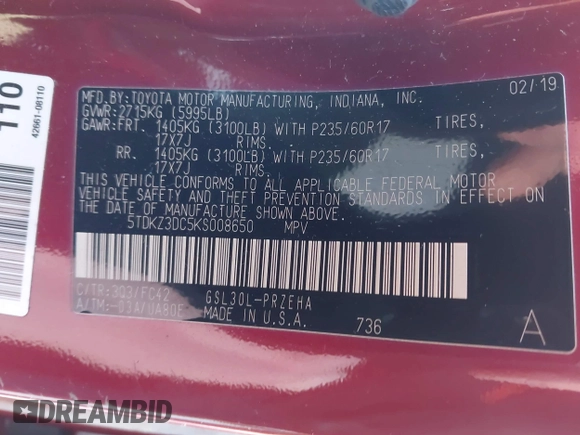 110
42661-08110
MFD.BY:TOYOTA MOTOR MANUFACTURING, INDIANA, INC. 02/19
GVWR:2715KG (5995LB)
GAWR:FRT. 1405KG (3100LB) WITH P235/60R17 TIRES,
17X7J RIMS.
RR. 1405KG (3100LB) WITH P235/60R17 TIRES,
17X7J RIMS.
THIS VEHICLE CONFORMS TO ALL APPLICABLE FEDERAL MOTOR
VEHICLE SAFETY AND THEFT PREVENTION STANDARDS IN EFFECT ON
THE DATE OF MANUFACTURE SHOWN ABOVE.
5TDKZ3DC5KS008650 MPV
C/TR:3Q3/FC42 GSL30L-PRZEHA
A/TM:-03A/UA80E MADE IN U.S.A. 736 A
DREAMBID